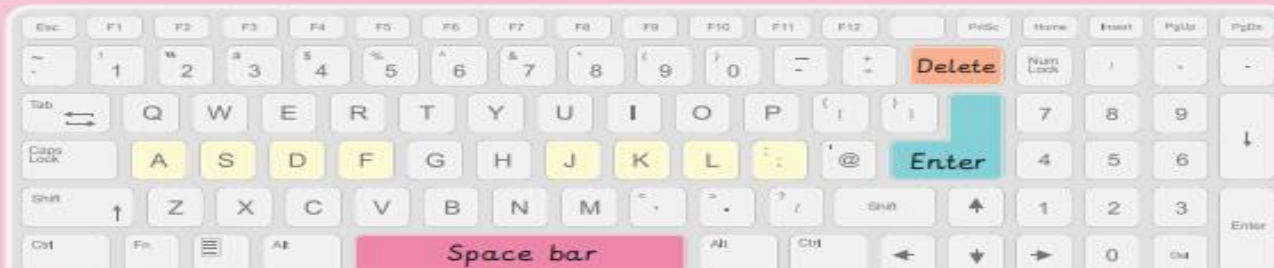 Esc F1 F2 F3 F4 F5 F6 F7 F8 F9 F10 F11 F12 PrtSc Home Insert PgUp PgDn
1 2 3 4 5 6 7 8 9 0 Delete Num Lock
Tab Q W E R T Y U I O P 7 8 9
Caps Lock A S D F G H J K L ; @ Enter 4 5 6
Shift Z X C V B N M Shift 1 2 3 Enter
Ctrl Fn Alt Space bar Alt Ctrl 0